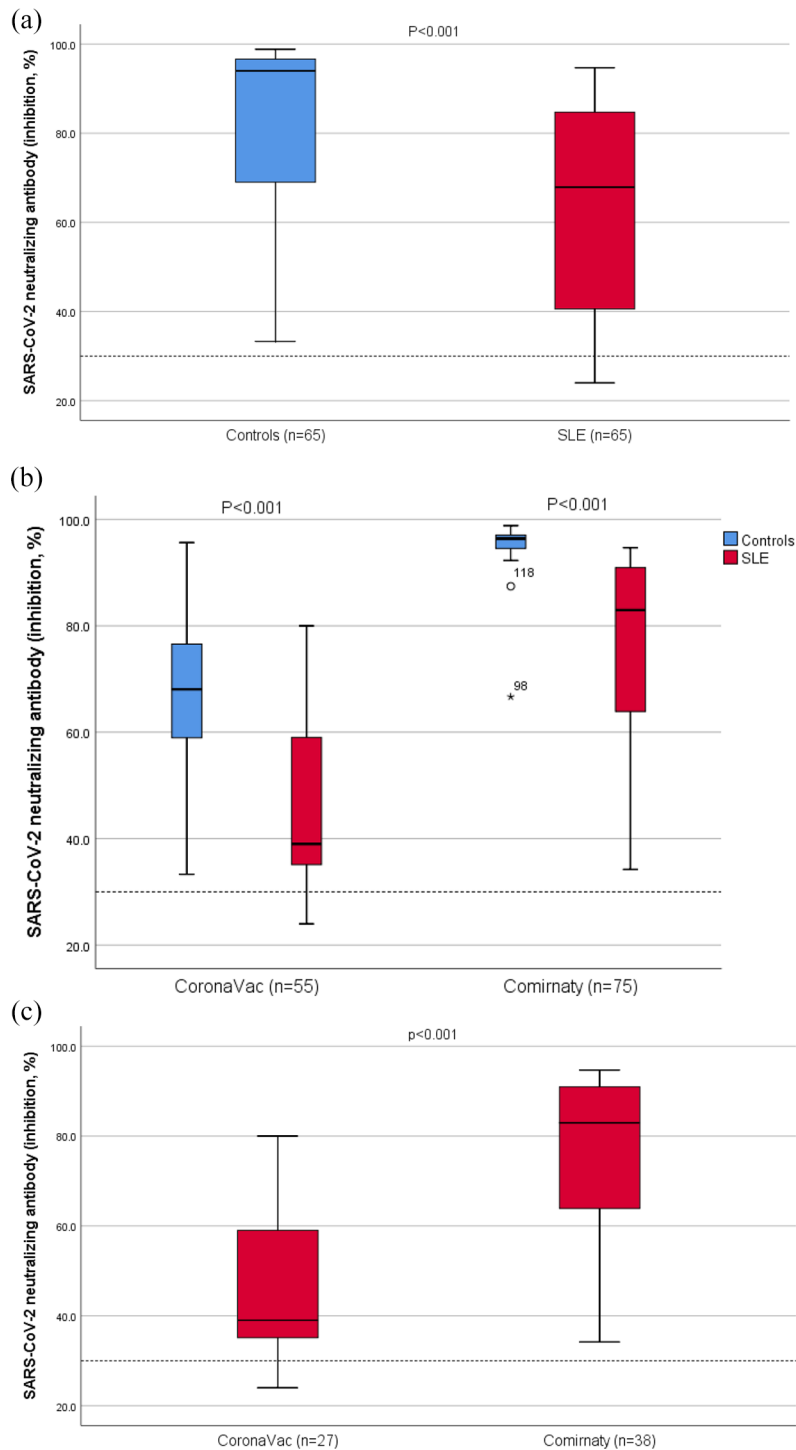 (a)
P<0.001
SARS-CoV-2 neutralizing antibody (inhibition, %)
100.0
80.0
60.0
40.0
20.0
Controls (n=65)
SLE (n=65)
(b)
P<0.001
P<0.001
SARS-CoV-2 neutralizing antibody (inhibition, %)
100.0
80.0
60.0
40.0
20.0
118
98
Controls
SLE
CoronaVac (n=55)
Comirnaty (n=75)
(c)
p<0.001
SARS-CoV-2 neutralizing antibody (inhibition, %)
100.0
80.0
60.0
40.0
20.0
CoronaVac (n=27)
Comirnaty (n=38)